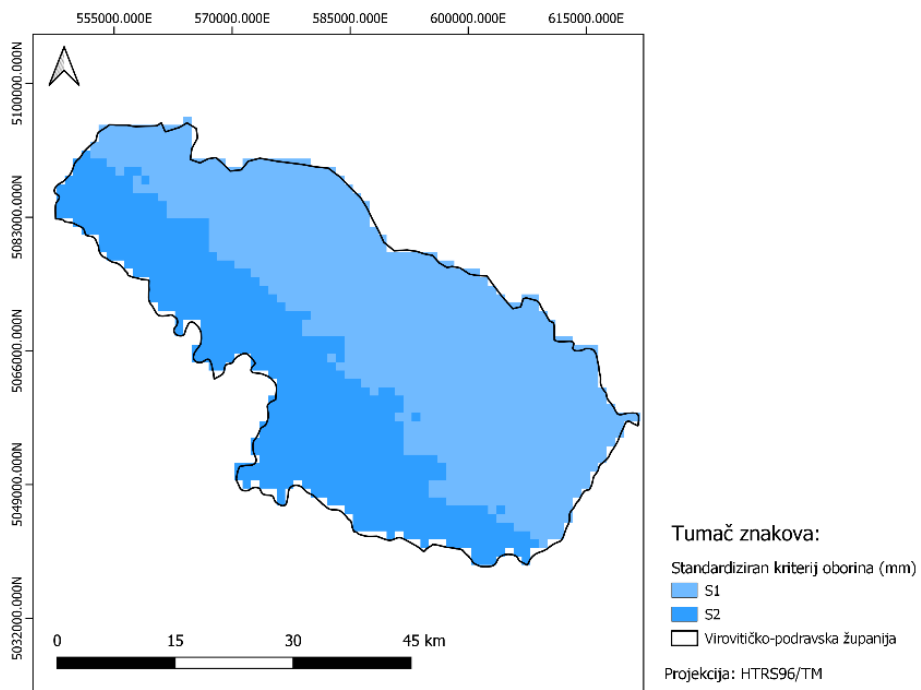 555000.000E 570000.000E 585000.000E 600000.000E 615000.000E
5100000.000N
5083000.000N
5066000.000N
5049000.000N
5032000.000N
0 15 30 45 km
Tumač znakova:
Standardiziran kriterij oborina (mm)
S1
S2
Virovitičko-podravska županija
Projekcija: HTRS96/TM